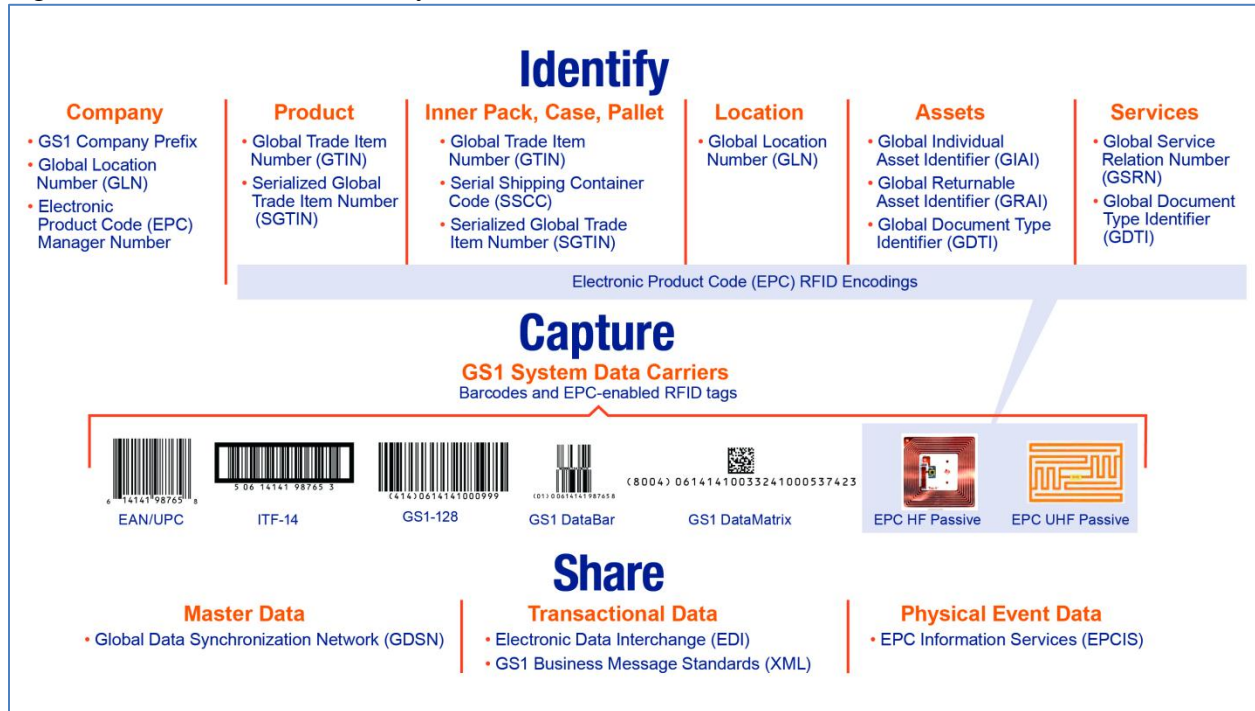 Identify
Company
• GS1 Company Prefix
• Global Location
Number (GLN)
• Electronic
Product Code (EPC)
Manager Number
Product
• Global Trade Item
Number (GTIN)
• Serialized Global
Trade Item Number
(SGTIN)
Inner Pack, Case, Pallet
• Global Trade Item
Number (GTIN)
• Serial Shipping Container
Code (SSCC)
• Serialized Global Trade
Item Number (SGTIN)
Location
• Global Location
Number (GLN)
Assets
• Global Individual
Asset Identifier (GIAI)
• Global Returnable
Asset Identifier (GRAI)
• Global Document Type
Identifier (GDTI)
Services
• Global Service
Relation Number
(GSRN)
• Global Document
Type Identifier
(GDTI)
Electronic Product Code (EPC) RFID Encodings
Capture
GS1 System Data Carriers
Barcodes and EPC-enabled RFID tags
6 14141 98765 8
EAN/UPC
5 06 14141 98765 3
ITF-14
(414)0614141000999
GS1-128
(01)00614141987658
GS1 DataBar
(8004)06141410033241000537423
GS1 DataMatrix
EPC HF Passive
EPC UHF Passive
Share
Master Data
• Global Data Synchronization Network (GDSN)
Transactional Data
• Electronic Data Interchange (EDI)
• GS1 Business Message Standards (XML)
Physical Event Data
• EPC Information Services (EPCIS)